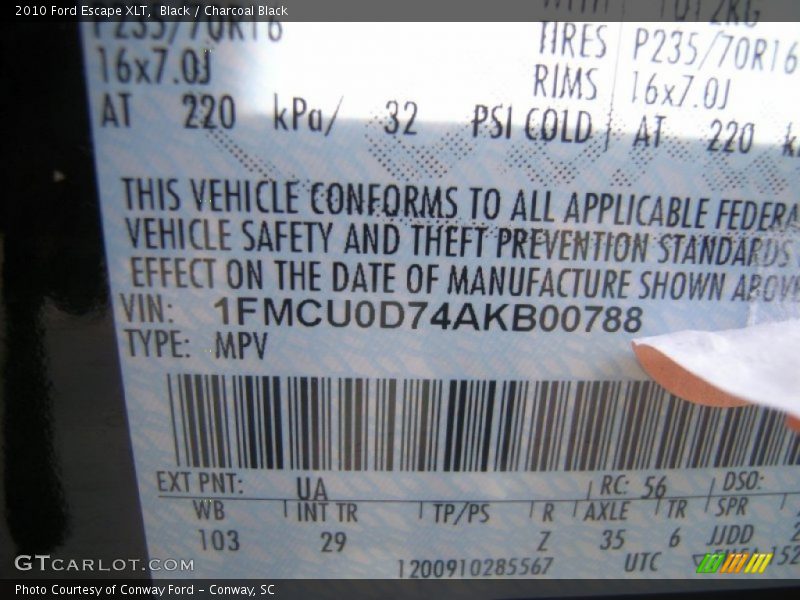 2010 Ford Escape XLT, Black / Charcoal Black
P235/70R16 TIRES P235/70R16
16x7.0J RIMS 16x7.0J
AT 220 kPa/ 32 PSI COLD AT 220
THIS VEHICLE CONFORMS TO ALL APPLICABLE FEDERA
VEHICLE SAFETY AND THEFT PREVENTION STANDARDS
EFFECT ON THE DATE OF MANUFACTURE SHOWN ABOVE
VIN: 1FMCU0D74AKB00788
TYPE: MPV
EXT PNT: UA RC: 56 DSO:
WB INT TR TP/PS R AXLE TR SPR
103 29 Z 35 6 JJDD
1200910285567 UTC
GTCARLOT.COM
Photo Courtesy of Conway Ford - Conway, SC